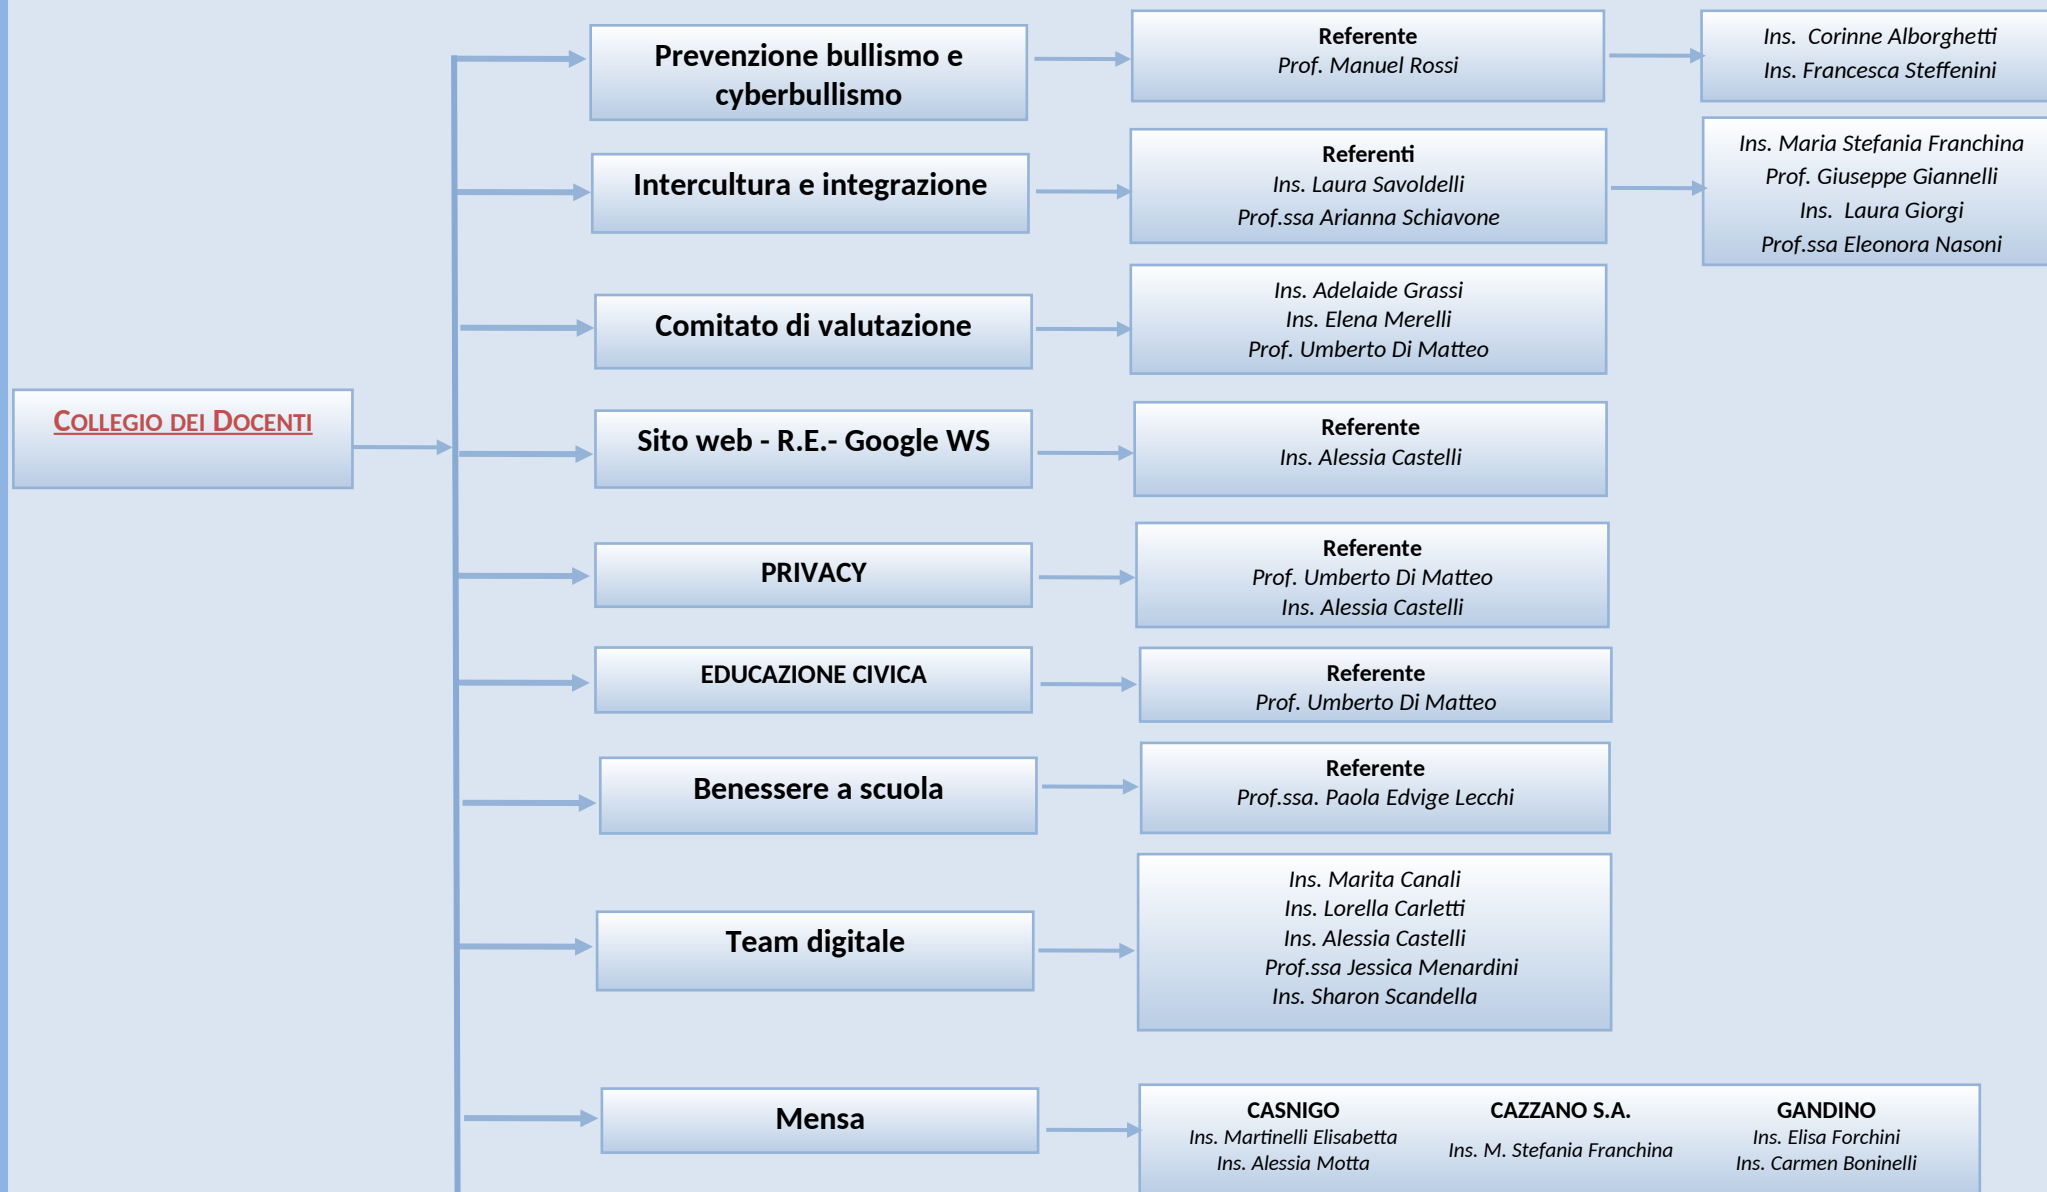 Prevenzione bullismo e
cyberbullismo
Referente
Prof. Manuel Rossi
Ins. Corinne Alborghetti
Ins. Francesca Steffenini
Intercultura e integrazione
Referenti
Ins. Laura Savoldelli
Prof.ssa Arianna Schiavone
Ins. Maria Stefania Franchina
Prof. Giuseppe Giannelli
Ins. Laura Giorgi
Prof.ssa Eleonora Nasoni
Comitato di valutazione
Ins. Adelaide Grassi
Ins. Elena Merelli
Prof. Umberto Di Matteo
COLLEGIO DEI DOCENTI
Sito web - R.E.- Google WS
Referente
Ins. Alessia Castelli
PRIVACY
Referente
Prof. Umberto Di Matteo
Ins. Alessia Castelli
EDUCAZIONE CIVICA
Referente
Prof. Umberto Di Matteo
Benessere a scuola
Referente
Prof.ssa. Paola Edvige Lecchi
Team digitale
Ins. Marita Canali
Ins. Lorella Carletti
Ins. Alessia Castelli
Prof.ssa Jessica Menardini
Ins. Sharon Scandella
Mensa
CASNIGO
Ins. Martinelli Elisabetta
Ins. Alessia Motta
CAZZANO S.A.
Ins. M. Stefania Franchina
GANDINO
Ins. Elisa Forchini
Ins. Carmen Boninelli